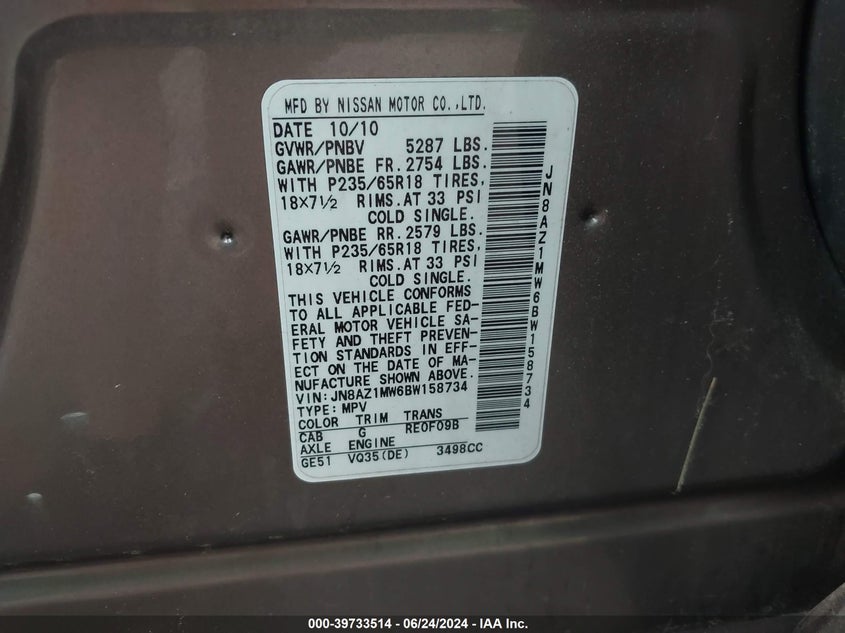 MFD BY NISSAN MOTOR CO.,LTD.
DATE 10/10
GVWR/PNBV 5287 LBS.
GAWR/PNBE FR. 2754 LBS.
WITH P235/65R18 TIRES,
18×7½ RIMS.AT 33 PSI
COLD SINGLE.
GAWR/PNBE RR. 2579 LBS.
WITH P235/65R18 TIRES,
18×7½ RIMS.AT 33 PSI
COLD SINGLE.
THIS VEHICLE CONFORMS
TO ALL APPLICABLE FED-
ERAL MOTOR VEHICLE SA-
FETY AND THEFT PREVEN-
TION STANDARDS IN EFF-
ECT ON THE DATE OF MA-
NUFACTURE SHOWN ABOVE.
VIN:JN8AZ1MW6BW158734
TYPE:MPV
COLOR TRIM TRANS
CAB G RE0F09B
AXLE ENGINE
GE51 VQ35(DE) 3498CC
JN8AZ1MW6BW158734
000-39733514 - 06/24/2024 - IAA Inc.